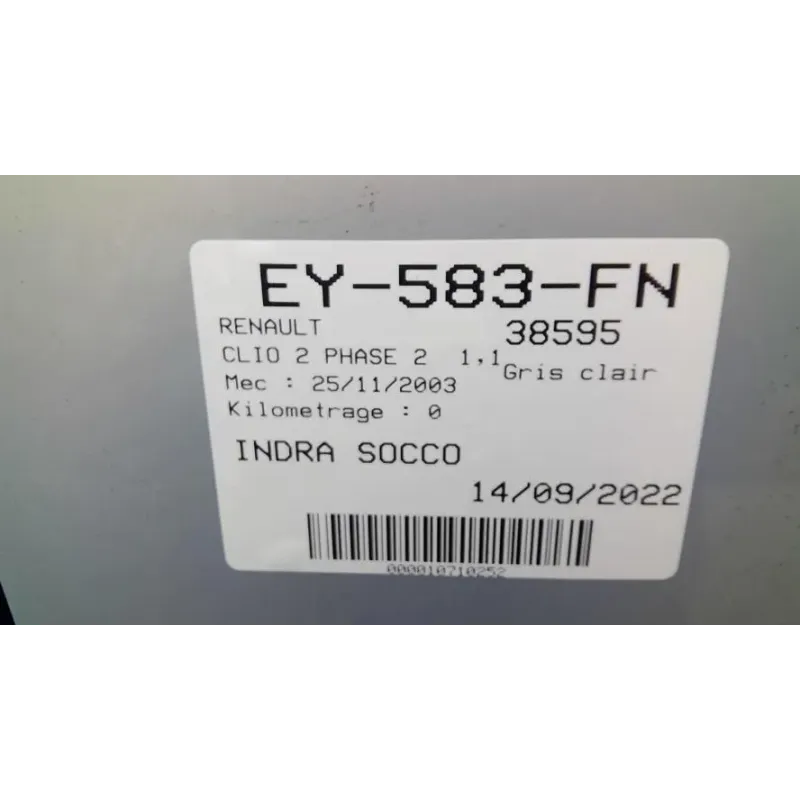 EY-583-FN
RENAULT 38595
CLIO 2 PHASE 2 1,1
Gris clair
Mec : 25/11/2003
Kilometrage : 0
INDRA SOCCO
14/09/2022
000010710252